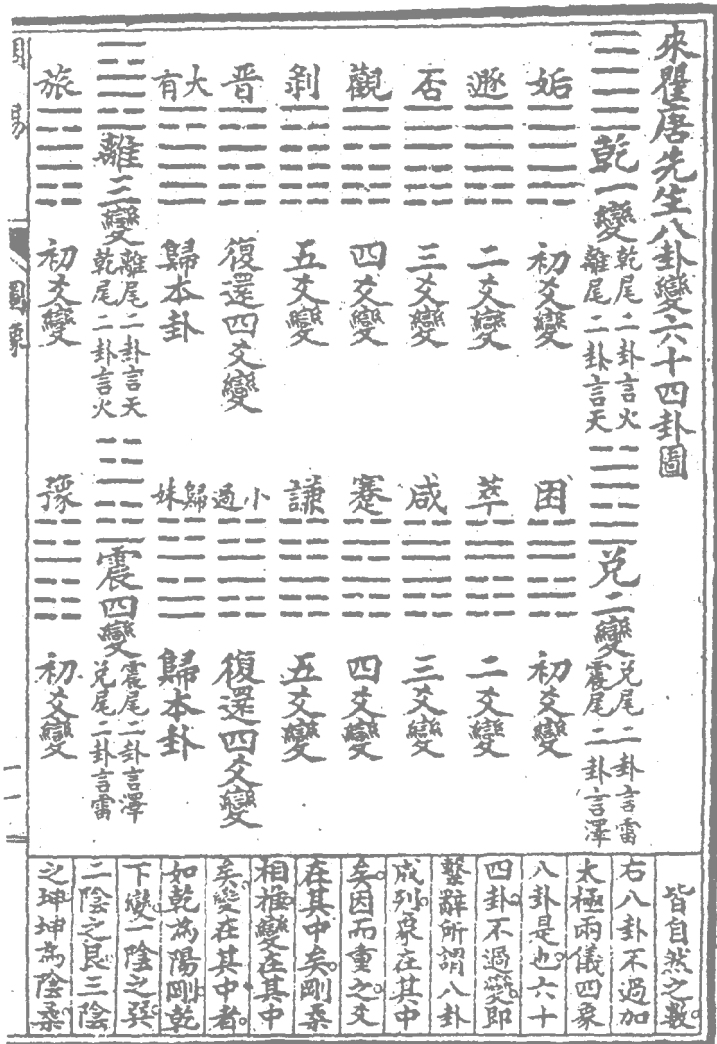 來瞿唐先生八卦變六十四卦圖
乾一變
乾尾二卦言火
離尾二卦言天
姤
初爻變
遯
二爻變
否
三爻變
觀
四爻變
剝
五爻變
晋
復還四爻變
大有
歸本卦
離三變
離尾二卦言天
乾尾二卦言火
旅
初爻變
兌二變
兌尾二卦言雷
震尾二卦言澤
困
初爻變
萃
二爻變
咸
三爻變
蹇
四爻變
謙
五爻變
小過
復還四爻變
歸妹
歸本卦
震四變
震尾二卦言澤
兌尾二卦言雷
豫
初爻變
皆自然之數
右八卦不過加
太極兩儀四象
八卦是也六十
四卦不過變即
繫辭所謂八卦
成列象在其中
矣因而重之爻
在其中矣剛柔
相推變在其中
矣變在其中者
如乾為陽剛乾
下變一陰之巽
二陰之艮三陰
之坤坤為陰柔
圖像